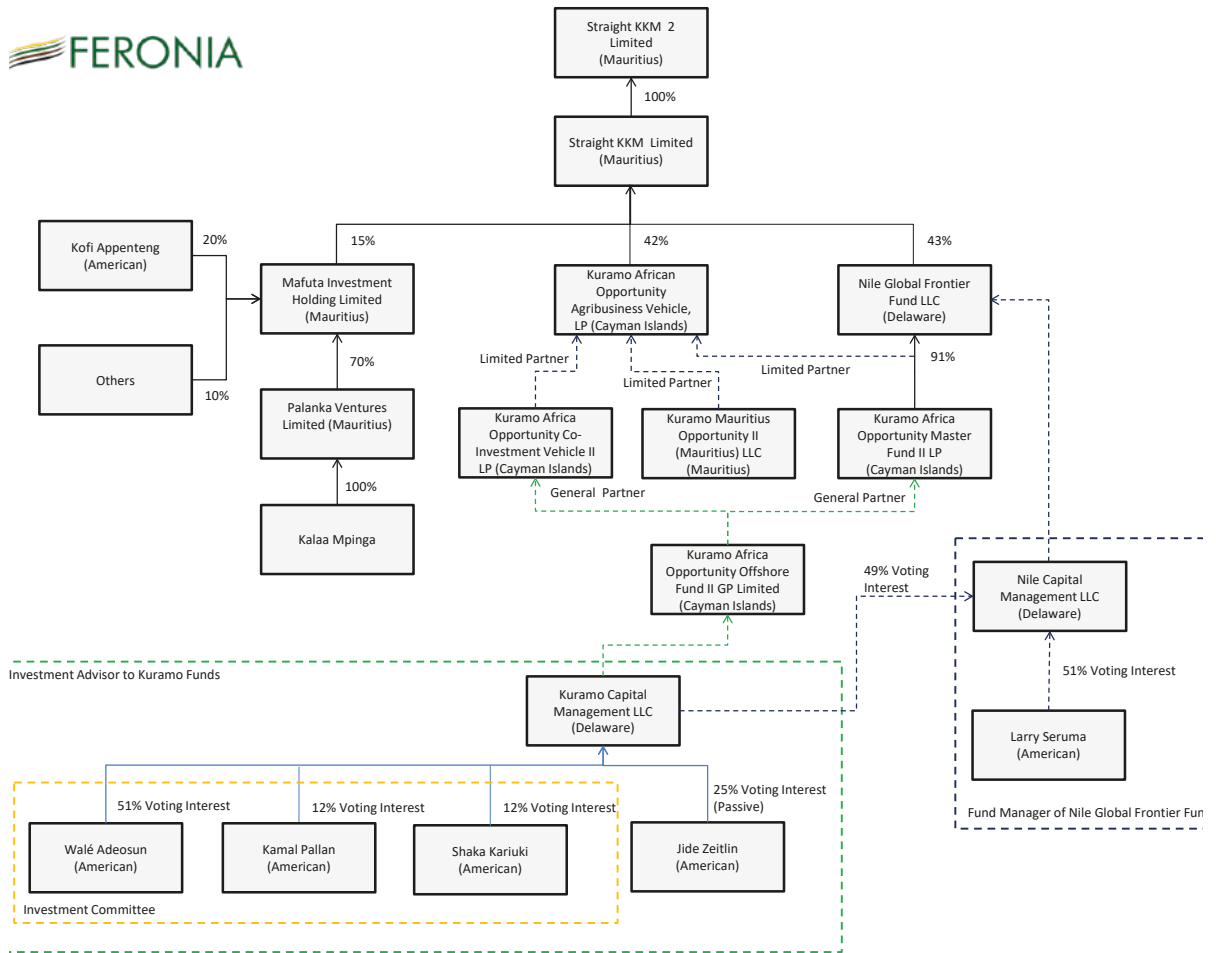 FERONIA
Straight KKM 2
Limited
(Mauritius)
100%
Straight KKM Limited
(Mauritius)
Kofi Appenteng
(American)
20%
15%
42%
43%
Mafuta Investment
Holding Limited
(Mauritius)
Kuramo African
Opportunity
Agribusiness Vehicle,
LP (Cayman Islands)
Nile Global Frontier
Fund LLC
(Delaware)
Others
10%
70%
Limited Partner
Limited Partner
Limited Partner
91%
Palanka Ventures
Limited (Mauritius)
Kuramo Africa
Opportunity Co-
Investment Vehicle II
LP (Cayman Islands)
Kuramo Mauritius
Opportunity II
(Mauritius) LLC
(Mauritius)
Kuramo Africa
Opportunity Master
Fund II LP
(Cayman Islands)
100%
General Partner
General Partner
Kalaa Mpinga
Kuramo Africa
Opportunity Offshore
Fund II GP Limited
(Cayman Islands)
49% Voting
Interest
Nile Capital
Management LLC
(Delaware)
51% Voting Interest
Larry Seruma
(American)
Fund Manager of Nile Global Frontier Fun
Investment Advisor to Kuramo Funds
Kuramo Capital
Management LLC
(Delaware)
51% Voting Interest
12% Voting Interest
12% Voting Interest
25% Voting Interest
(Passive)
Walé Adeosun
(American)
Kamal Pallan
(American)
Shaka Kariuki
(American)
Jide Zeitlin
(American)
Investment Committee